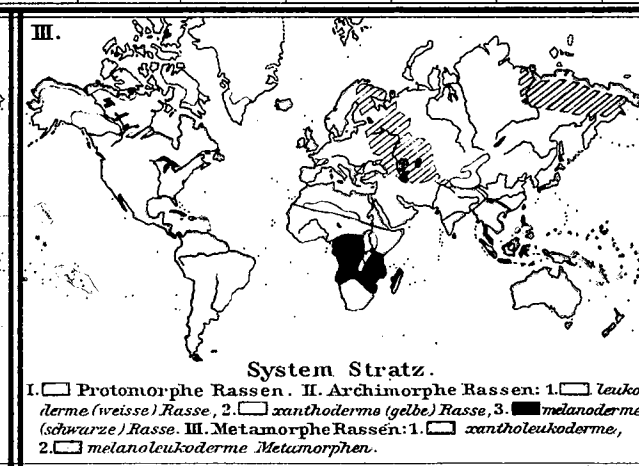 III.
System Stratz.
I. Protomorphe Rassen. II. Archimorphe Rassen: 1. leuko
derme (weisse) Rasse, 2. xanthoderme (gelbe) Rasse, 3. melanoderme
(schwarze) Rasse. III. Metamorphe Rassen: 1. xantholeukoderme,
2. melanoleukoderme Metamorphen.